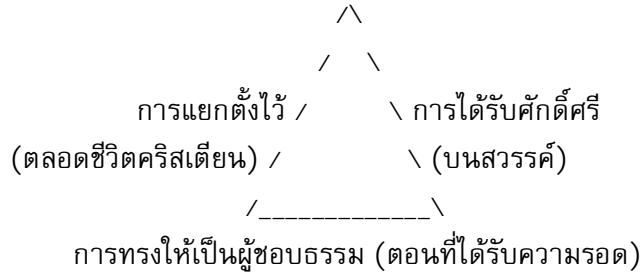 /\
/ \
การแยกตั้งไว้ / \ การได้รับศักดิ์ศรี
(ตลอดชีวิตคริสเตียน) / \ (บนสวรรค์)
/_____________\
การทรงให้เป็นผู้ชอบธรรม (ตอนที่ได้รับความรอด)